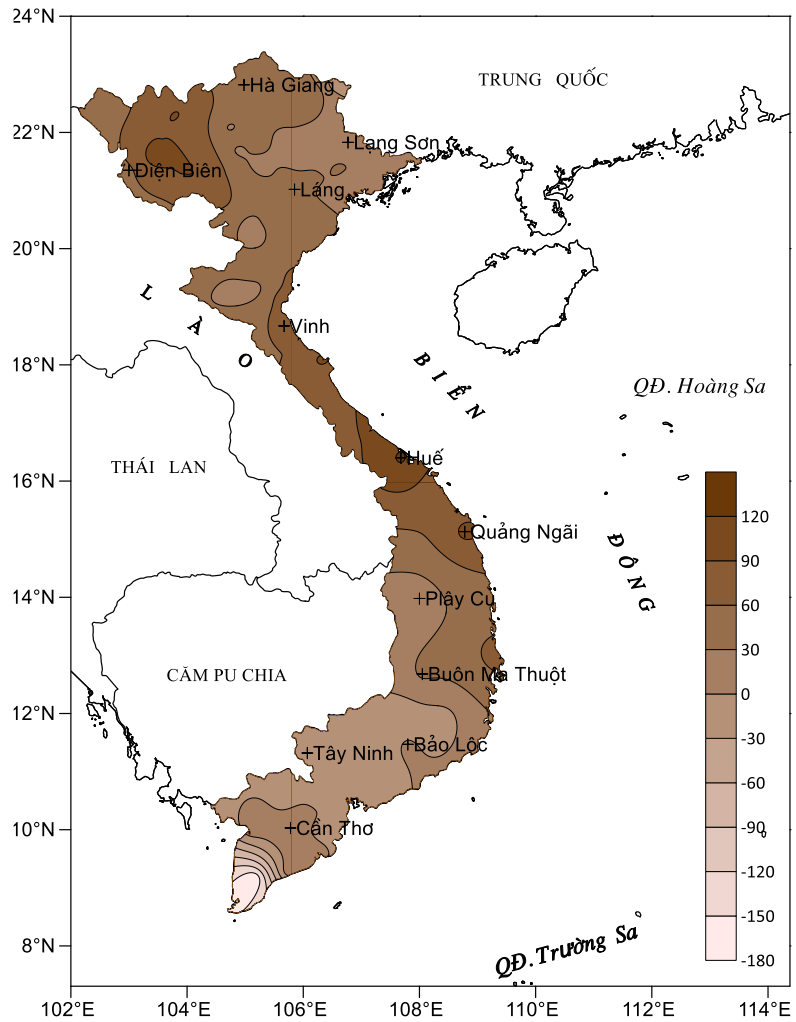 24°N
TRUNG QUỐC
Hà Giang
22°N
Lạng Sơn
Điện Biên
Láng
20°N
L À O
Vinh
18°N
BIỂN
QĐ. Hoàng Sa
Huế
THÁI LAN
16°N
Quảng Ngãi
ĐÔNG
14°N
Plây Cu
CĂM PU CHIA
Buôn Ma Thuột
12°N
Bảo Lộc
Tây Ninh
10°N
Cần Thơ
8°N
QĐ. Trường Sa
120
90
60
30
0
-30
-60
-90
-120
-150
-180
102°E 104°E 106°E 108°E 110°E 112°E 114°E